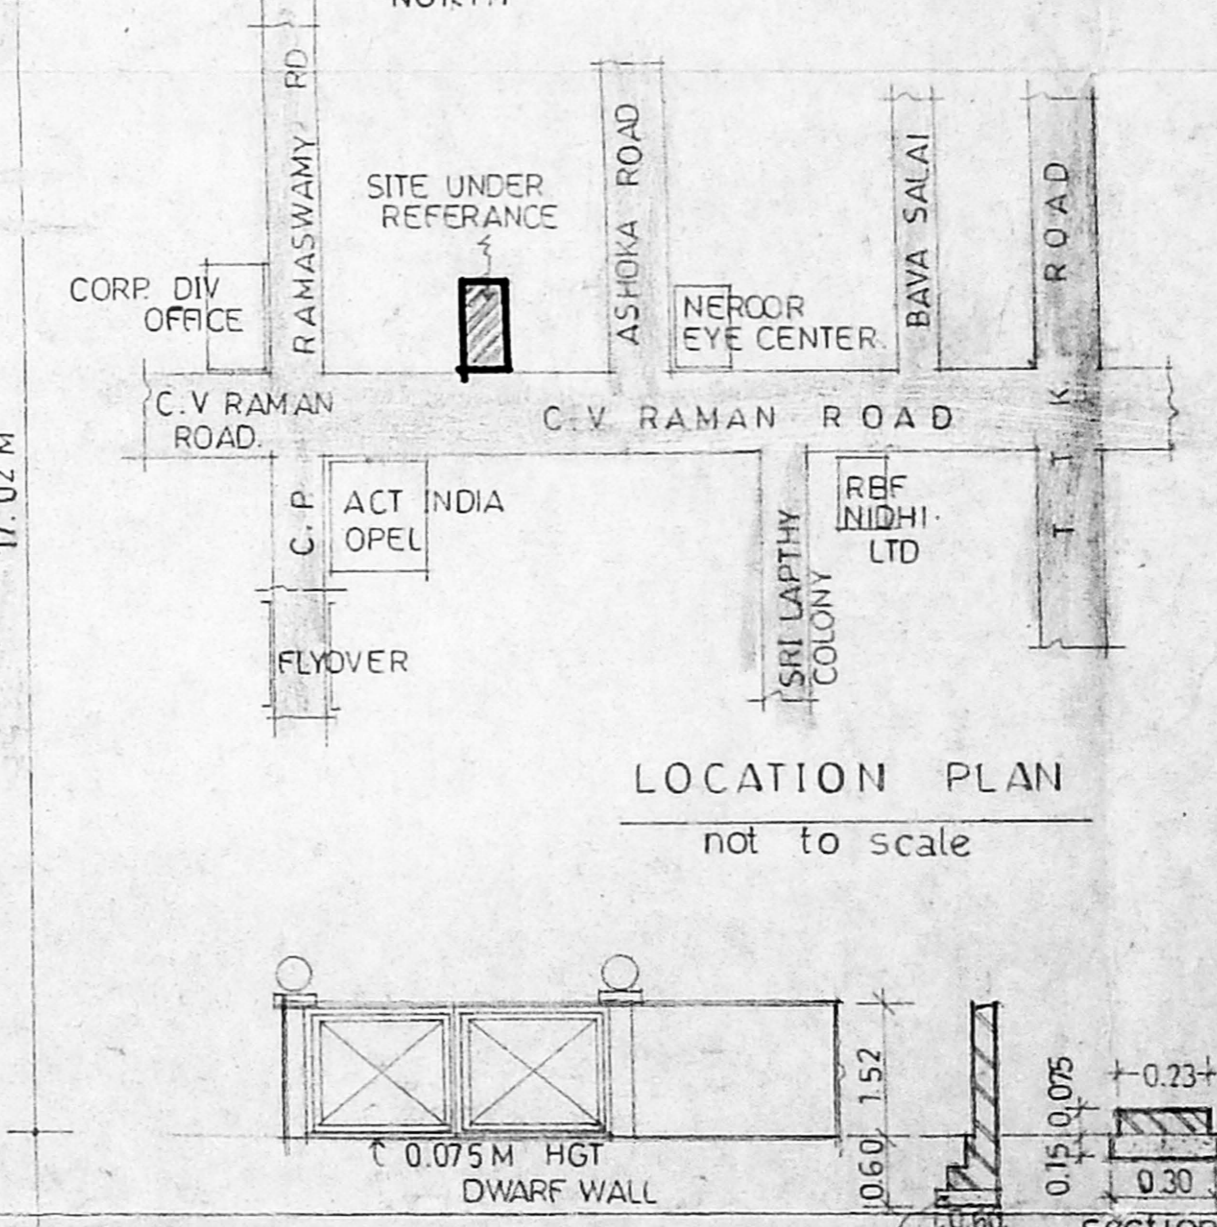 RAMASWAMY RD
ASHOKA ROAD
BAVA SALAI
T.T.K ROAD
SITE UNDER
REFERANCE
CORP. DIV
OFFICE
NEROOR
EYE CENTER.
C.V RAMAN
ROAD.
C.V. RAMAN ROAD
C.P
ACT INDIA
OPEL
RBF
NIDHI.
LTD
SRI LAPTHY
COLONY
FLYOVER
17.02 M
LOCATION PLAN
not to scale
1.52
0.60
0.075
0.15
0.23
0.30
0.075M HGT
DWARF WALL